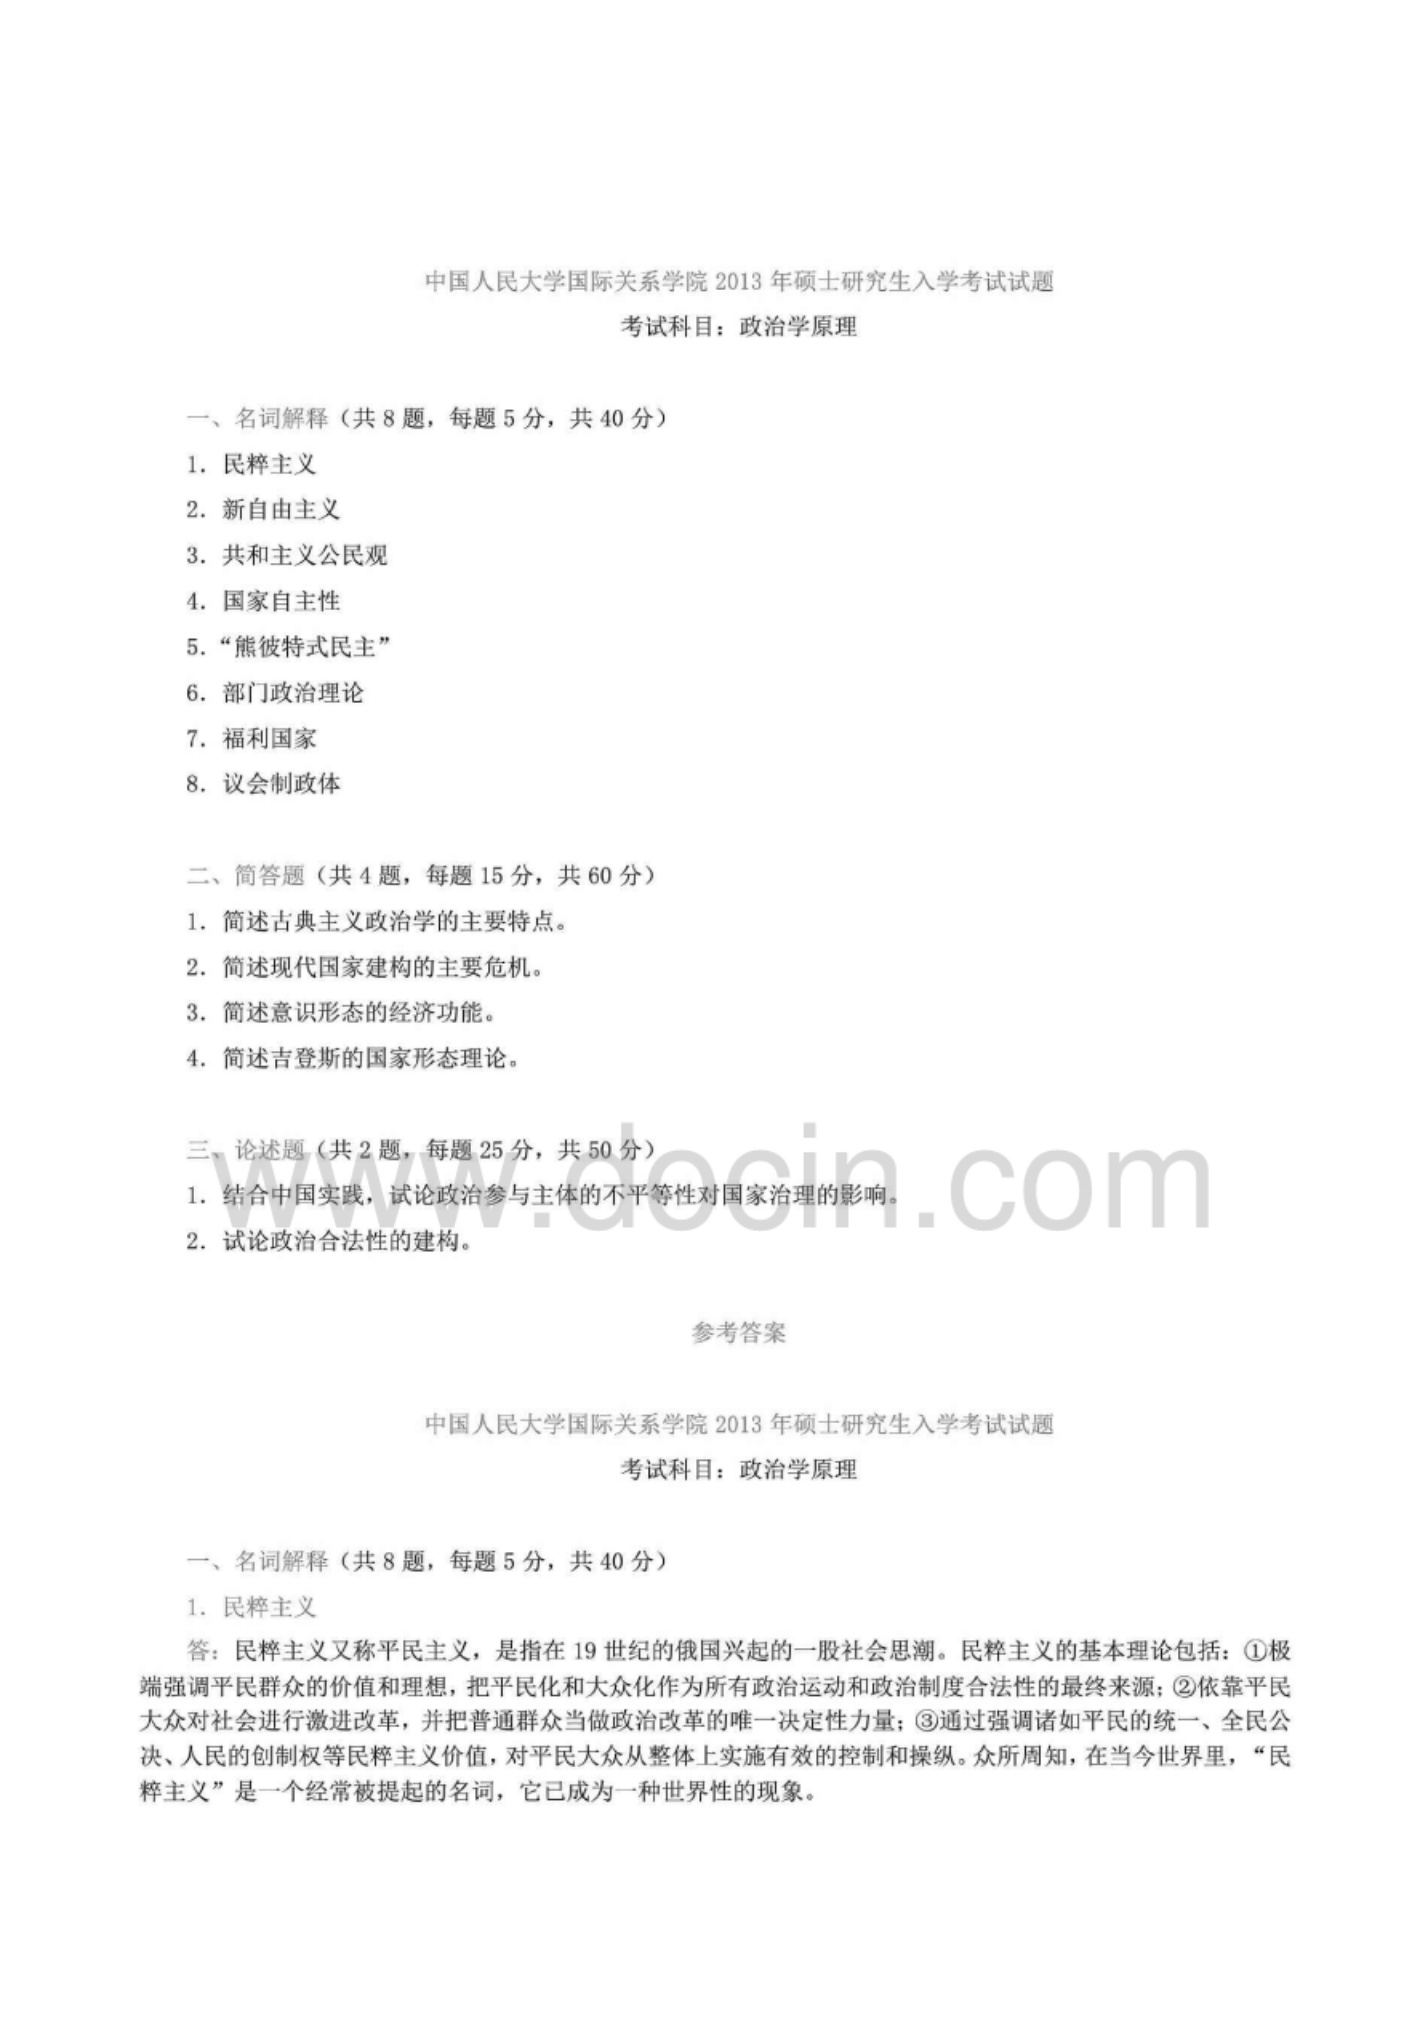 中国人民大学国际关系学院 2013 年硕士研究生入学考试试题
考试科目：政治学原理
一、名词解释（共 8 题，每题 5 分，共 40 分）
1．民粹主义
2．新自由主义
3．共和主义公民观
4．国家自主性
5．“熊彼特式民主”
6．部门政治理论
7．福利国家
8．议会制政体
二、简答题（共 4 题，每题 15 分，共 60 分）
1．简述古典主义政治学的主要特点。
2．简述现代国家建构的主要危机。
3．简述意识形态的经济功能。
4．简述吉登斯的国家形态理论。
三、论述题（共 2 题，每题 25 分，共 50 分）
www.docin.com
1．结合中国实践，试论政治参与主体的不平等性对国家治理的影响。
2．试论政治合法性的建构。
参考答案
中国人民大学国际关系学院 2013 年硕士研究生入学考试试题
考试科目：政治学原理
一、名词解释（共 8 题，每题 5 分，共 40 分）
1．民粹主义
答：民粹主义又称平民主义，是指在 19 世纪的俄国兴起的一股社会思潮。民粹主义的基本理论包括：①极
端强调平民群众的价值和理想，把平民化和大众化作为所有政治运动和政治制度合法性的最终来源；②依靠平民
大众对社会进行激进改革，并把普通群众当做政治改革的唯一决定性力量；③通过强调诸如平民的统一、全民公
决、人民的创制权等民粹主义价值，对平民大众从整体上实施有效的控制和操纵。众所周知，在当今世界里，“民
粹主义”是一个经常被提起的名词，它已成为一种世界性的现象。